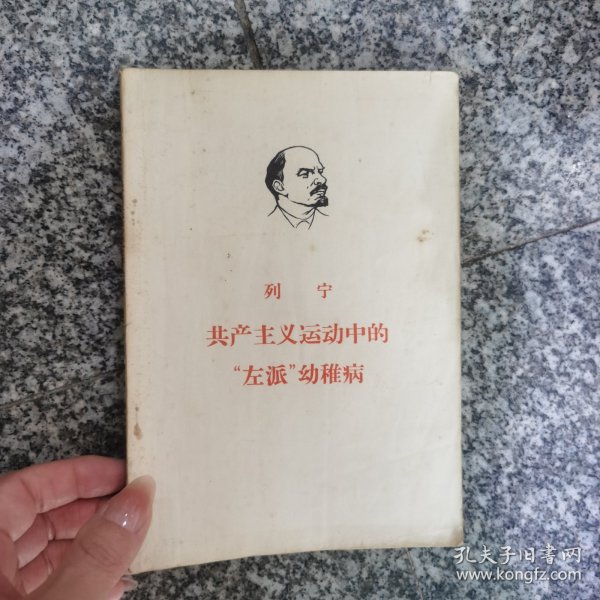 列 宁
共产主义运动中的
“左派”幼稚病
孔夫子旧书网
www.kongfz.com